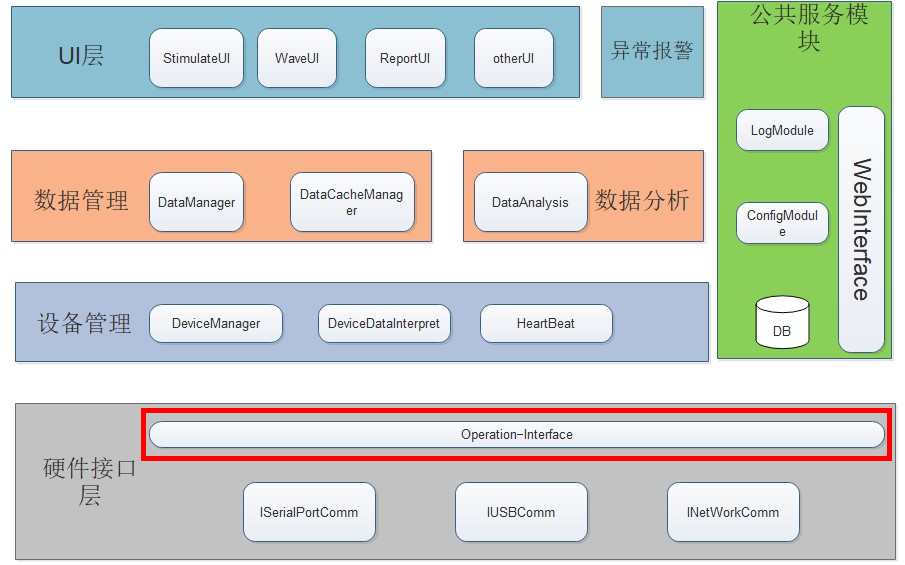 UI层
StimulateUI
WaveUI
ReportUI
otherUI
异常报警
公共服务模
块
LogModule
ConfigModul
e
DB
WebInterface
数据管理
DataManager
DataCacheManag
er
DataAnalysis
数据分析
设备管理
DeviceManager
DeviceDataInterpret
HeartBeat
硬件接口
层
Operation-Interface
ISerialPortComm
IUSBComm
INetWorkComm